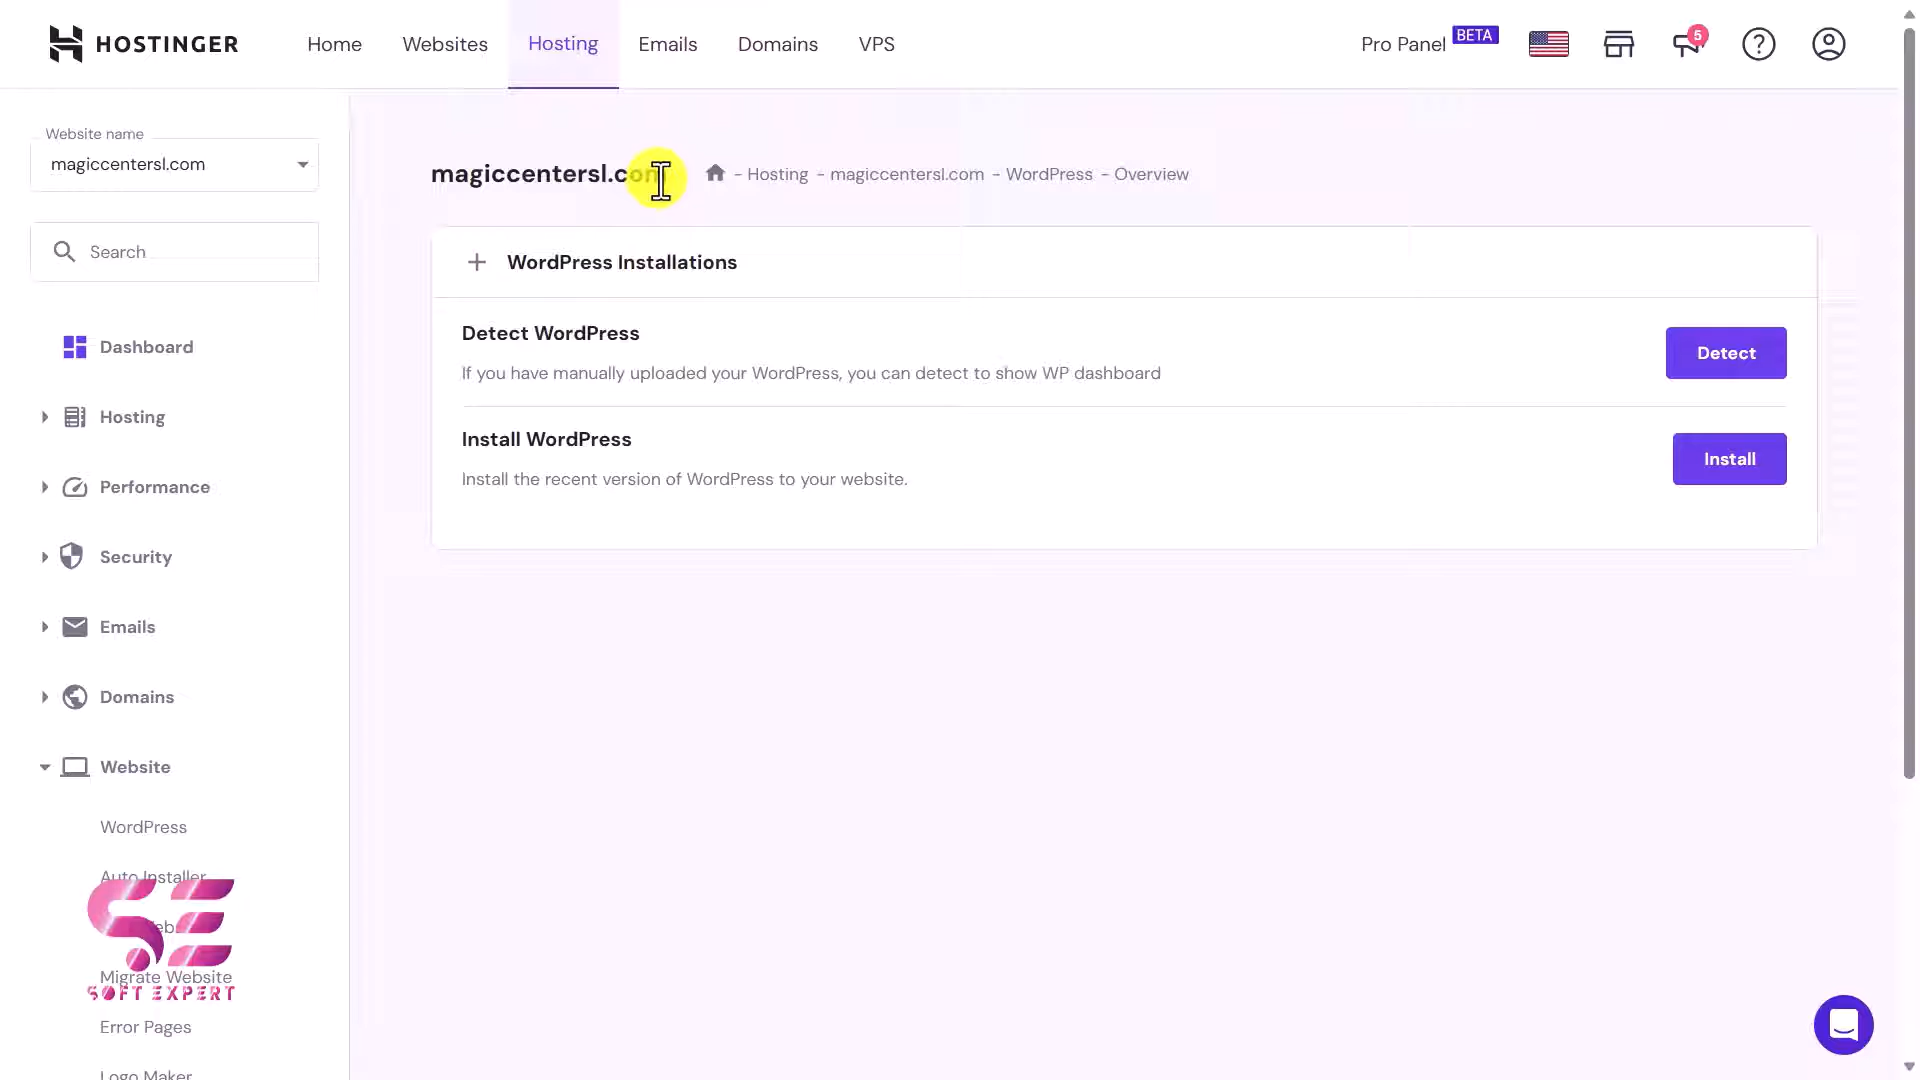 HOSTINGER
Home
Websites
Hosting
Emails
Domains
VPS
Pro Panel BETA
5
Website name
magiccentersl.com
Search
Dashboard
Hosting
Performance
Security
Emails
Domains
Website
WordPress
Auto Installer
Migrate Website
SOFT EXPERT
Error Pages
Logo Maker
magiccentersl.com
- Hosting - magiccentersl.com - WordPress - Overview
WordPress Installations
Detect WordPress
If you have manually uploaded your WordPress, you can detect to show WP dashboard
Detect
Install WordPress
Install the recent version of WordPress to your website.
Install